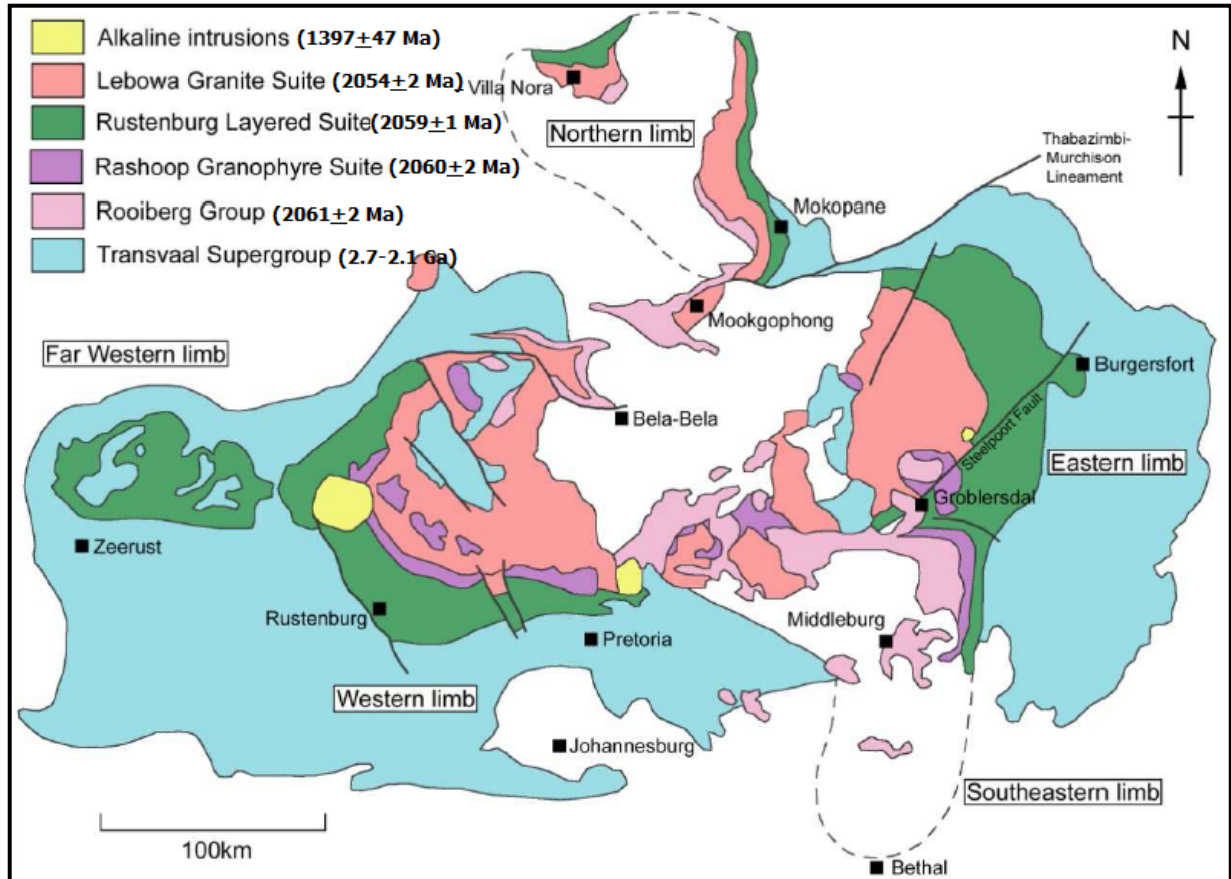 Alkaline intrusions (1397±47 Ma)
Lebowa Granite Suite (2054±2 Ma)
Rustenburg Layered Suite(2059±1 Ma)
Rashoop Granophyre Suite (2060±2 Ma)
Rooiberg Group (2061±2 Ma)
Transvaal Supergroup (2.7-2.1 Ga)
N
Villa Nora
Northern limb
Thabazimbi-
Murchison
Lineament
Mokopane
Mookgophong
Far Western limb
Burgersfort
Bela-Bela
Steelpoort Fault
Eastern limb
Groblersdal
Zeerust
Rustenburg
Pretoria
Middleburg
Western limb
Johannesburg
Southeastern limb
100km
Bethal